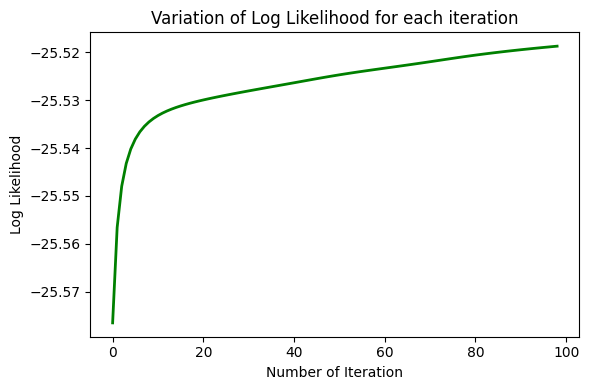 Variation of Log Likelihood for each iteration
−25.52
−25.53
−25.54
−25.55
−25.56
−25.57
Log Likelihood
0 20 40 60 80 100
Number of Iteration